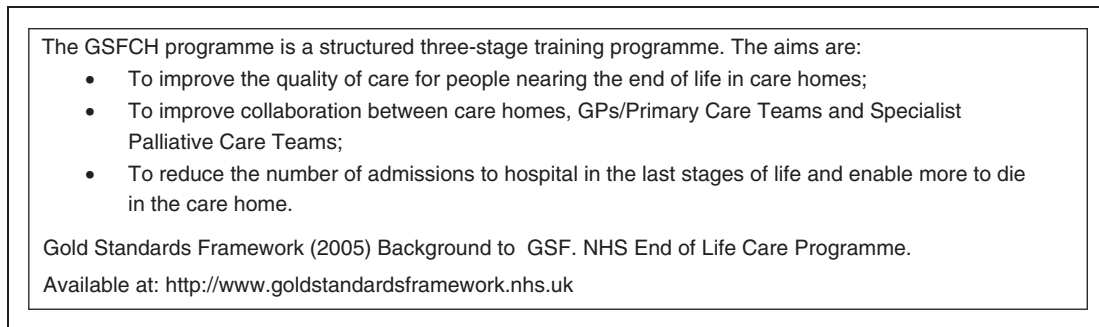 The GSFCH programme is a structured three-stage training programme. The aims are:
• To improve the quality of care for people nearing the end of life in care homes;
• To improve collaboration between care homes, GPs/Primary Care Teams and Specialist
Palliative Care Teams;
• To reduce the number of admissions to hospital in the last stages of life and enable more to die
in the care home.
Gold Standards Framework (2005) Background to GSF. NHS End of Life Care Programme.
Available at: http://www.goldstandardsframework.nhs.uk